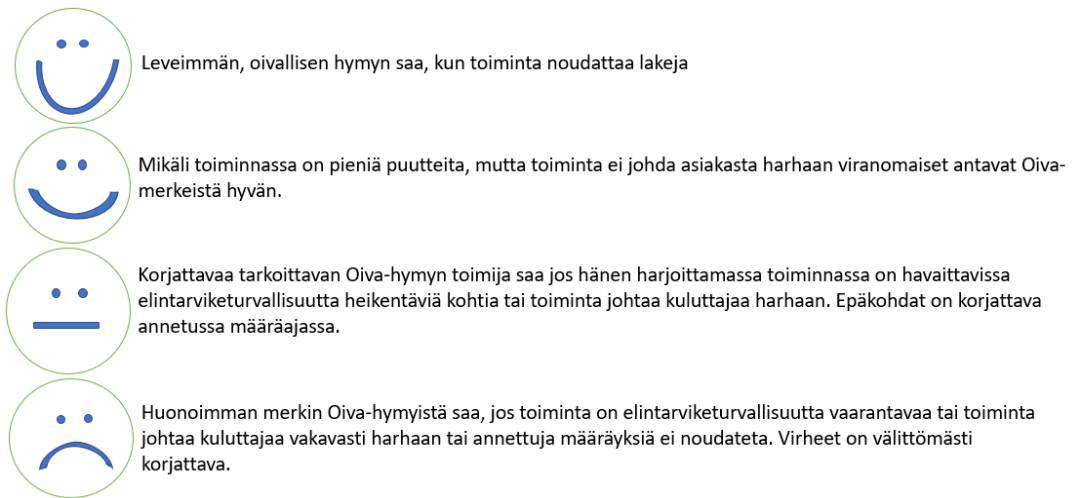 Leveimmän, oivallisen hymyn saa, kun toiminta noudattaa lakeja
Mikäli toiminnassa on pieniä puutteita, mutta toiminta ei johda asiakasta harhaan viranomaiset antavat Oiva-
merkeistä hyvän.
Korjattavaa tarkoittavan Oiva-hymyn toimija saa jos hänen harjoittamassa toiminnassa on havaittavissa
elintarviketurvallisuutta heikentäviä kohtia tai toiminta johtaa kuluttajaa harhaan. Epäkohdat on korjattava
annetussa määräajassa.
Huonoimman merkin Oiva-hymyistä saa, jos toiminta on elintarviketurvallisuutta vaarantavaa tai toiminta
johtaa kuluttajaa vakavasti harhaan tai annettuja määräyksiä ei noudateta. Virheet on välittömästi
korjattava.